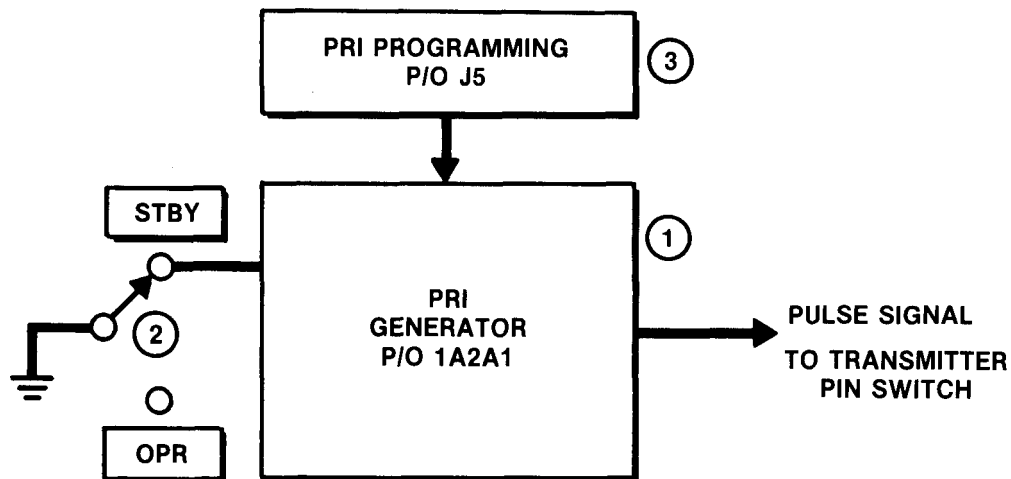 PRI PROGRAMMING
P/O J5
3
STBY
1
2
PRI
GENERATOR
P/O 1A2A1
PULSE SIGNAL
TO TRANSMITTER
PIN SWITCH
OPR